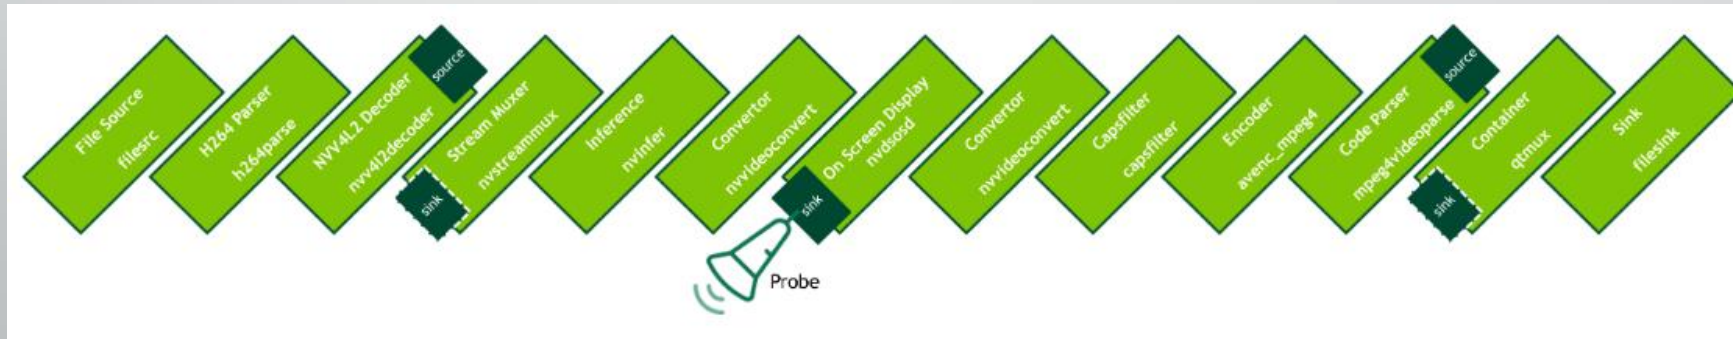 File Source
filesrc
H264 Parser
h264parse
NVV4L2 Decoder
nvv4l2decoder
source
Stream Muxer
nvstreammux
sink
Inference
nvinfer
Convertor
nvvideoconvert
On Screen Display
nvdsosd
sink
Probe
Convertor
nvvideoconvert
Capsfilter
capsfilter
Encoder
avenc_mpeg4
Code Parser
mpeg4videoparse
source
Container
qtmux
sink
Sink
filesink